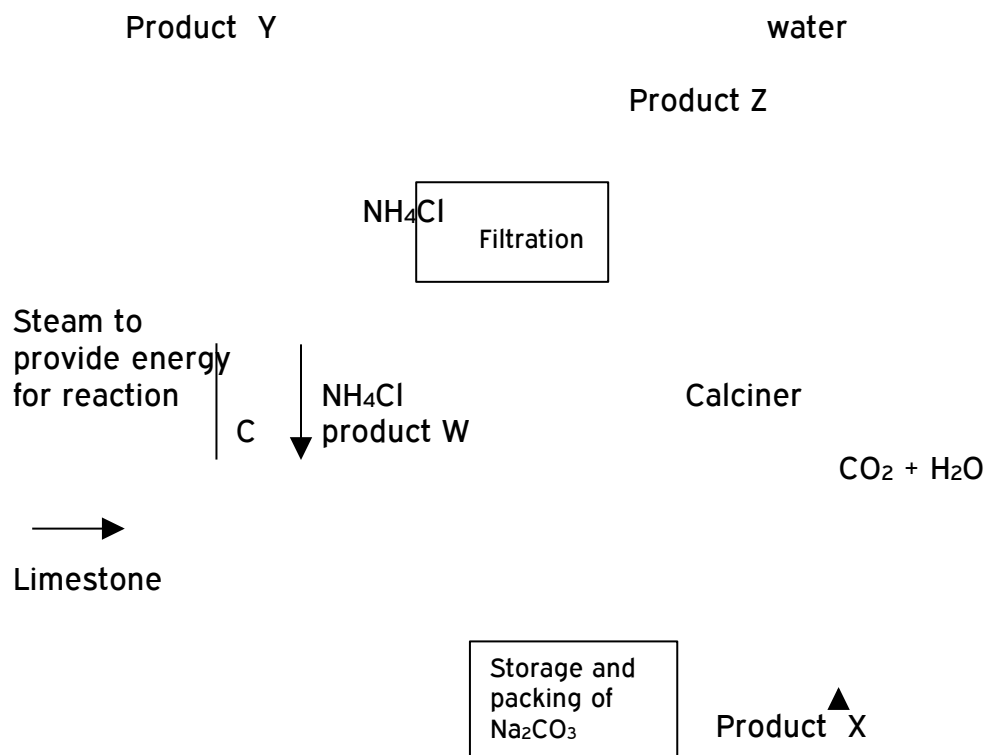 Product Y water
Product Z
NH₄Cl
Filtration
Steam to
provide energy
for reaction
NH₄Cl
product W
C
Calciner
CO₂ + H₂O
Limestone
Storage and
packing of
Na₂CO₃
Product X